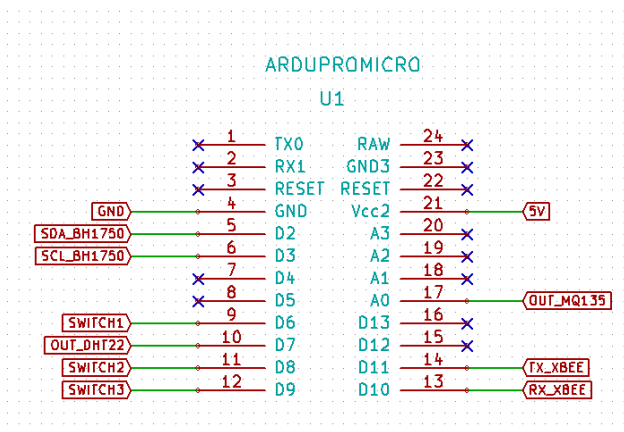 ARDUPROMICRO
U1
1 TX0 RAW 24
2 RX1 GND3 23
3 RESET RESET 22
GND 4 GND Vcc2 21 5V
SDA_BH1750 5 D2 A3 20
SCL_BH1750 6 D3 A2 19
7 D4 A1 18
8 D5 A0 17 OUT_MQ135
SWITCH1 9 D6 D13 16
OUT_DHT22 10 D7 D12 15
SWITCH2 11 D8 D11 14 TX_XBEE
SWITCH3 12 D9 D10 13 RX_XBEE